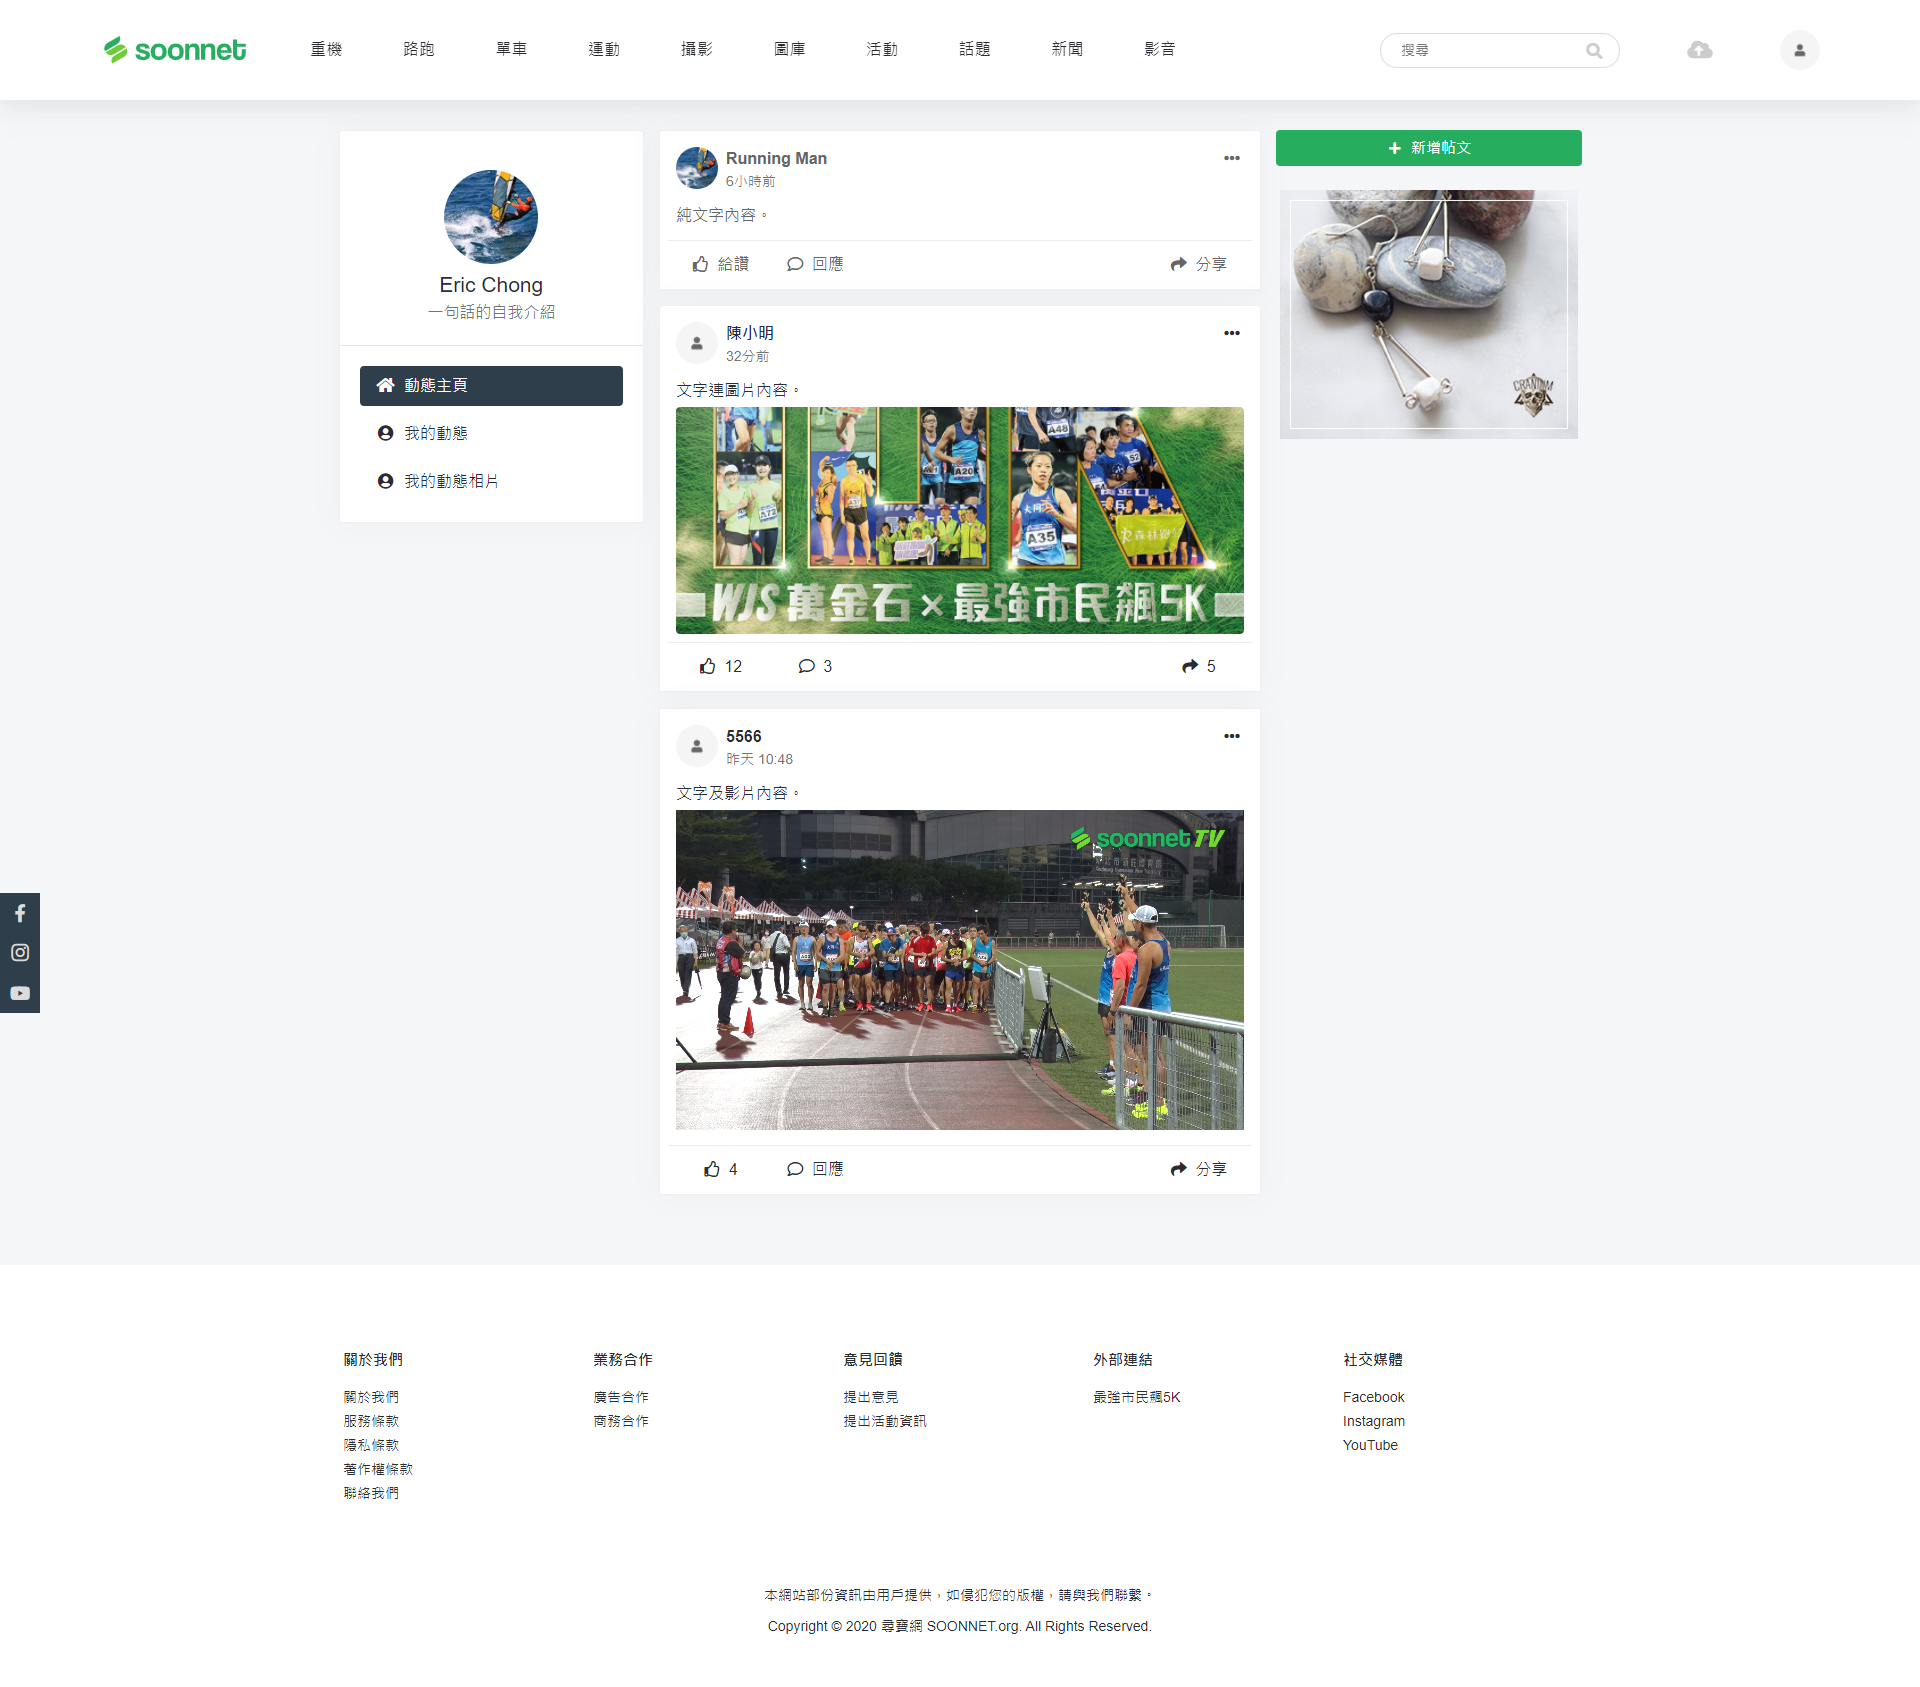 soonnet
重機
路跑
單車
運動
攝影
圖庫
活動
話題
新聞
影音
搜尋
Eric Chong
一句話的自我介紹
動態主頁
我的動態
我的動態相片
Running Man
6小時前
純文字內容。
給讚
回應
分享
陳小明
32分前
文字連圖片內容。
A48
A20
A72
52
大同
A35
森林跑
WJS 萬金石 × 最強市民飆5K
12
3
5
5566
昨天 10:48
文字及影片內容。
soonnet TV
4
回應
分享
新增帖文
CRANIUM
關於我們
關於我們
服務條款
隱私條款
著作權條款
聯絡我們
業務合作
廣告合作
商務合作
意見回饋
提出意見
提出活動資訊
外部連結
最強市民飆5K
社交媒體
Facebook
Instagram
YouTube
本網站部份資訊由用戶提供，如侵犯您的版權，請與我們聯繫。
Copyright © 2020 尋寶網 SOONNET.org. All Rights Reserved.